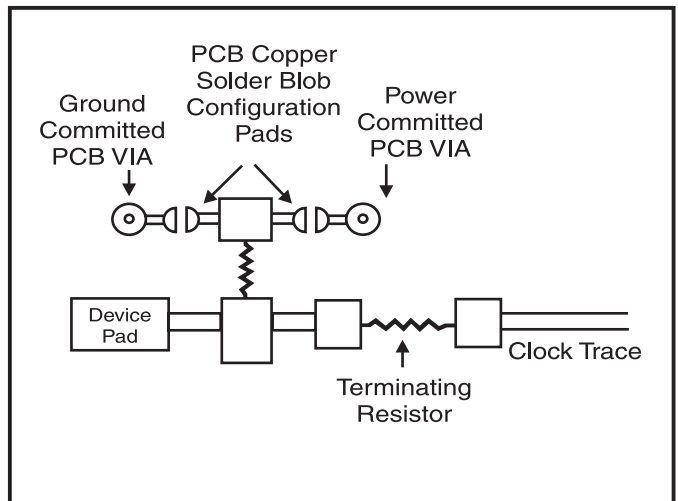 PCB Copper
Solder Blob
Configuration
Pads
Ground
Committed
PCB VIA
Power
Committed
PCB VIA
Device
Pad
Clock Trace
Terminating
Resistor